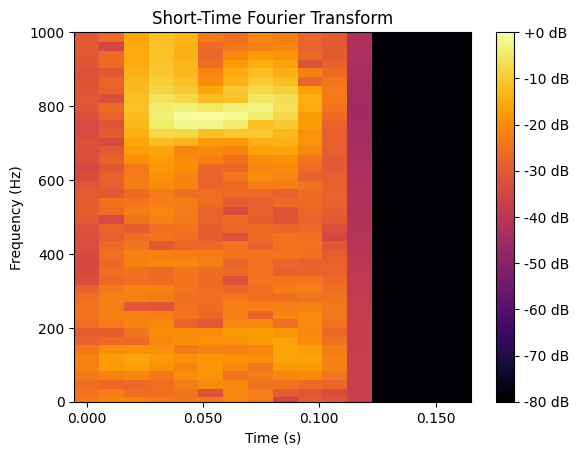 Short-Time Fourier Transform
Frequency (Hz)
1000
800
600
400
200
0
0.000
0.050
0.100
0.150
Time (s)
+0 dB
-10 dB
-20 dB
-30 dB
-40 dB
-50 dB
-60 dB
-70 dB
-80 dB